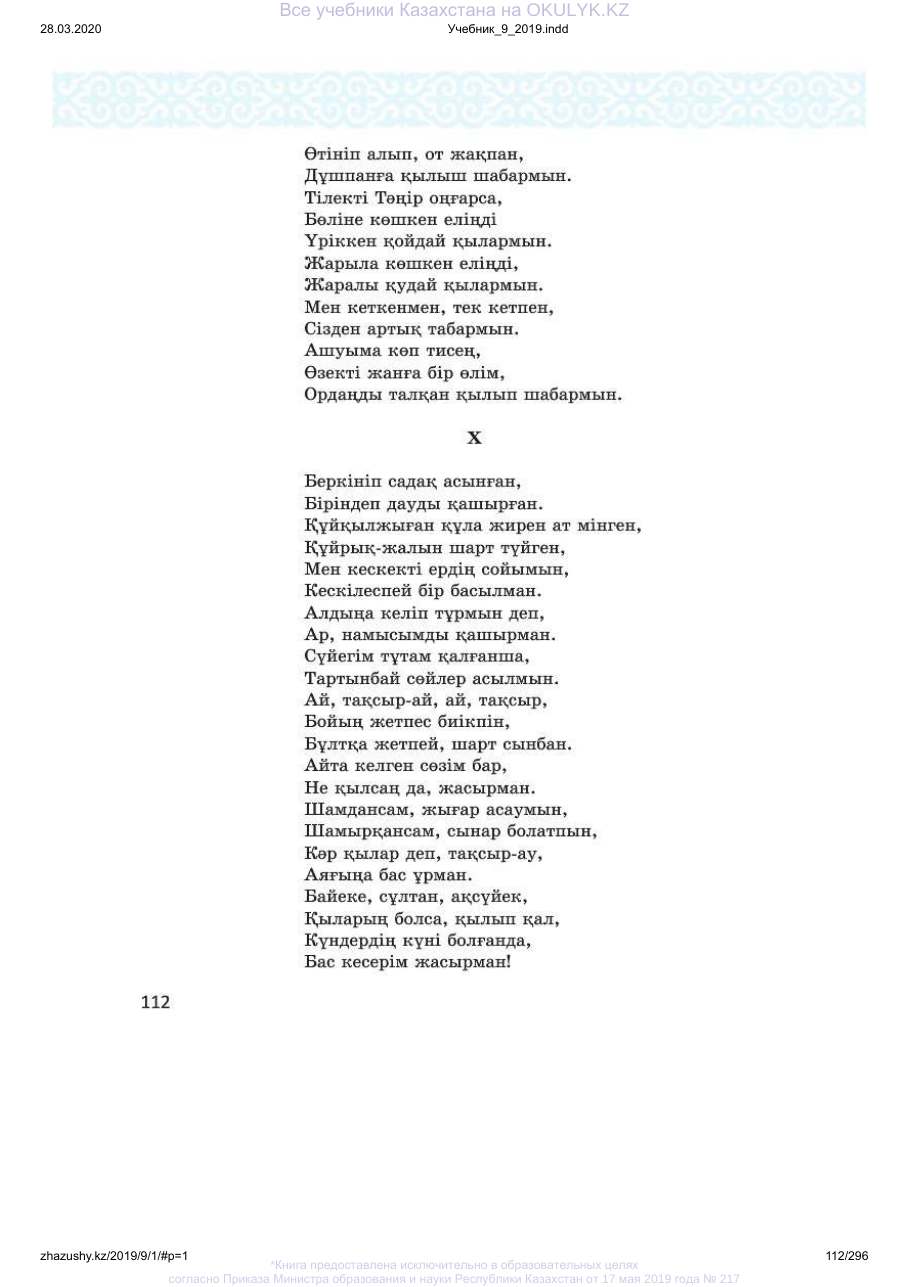 Все учебники Казахстана на OKULYK.KZ
28.03.2020
Учебник_9_2019.indd
Өтініп алып, от жақпан,
Дұшпанға қылыш шабармын.
Тілекті Тәңір оңғарса,
Бөліне көшкен еліңді
Үріккен қойдай қылармын.
Жарыла көшкен еліңді,
Жаралы қудай қылармын.
Мен кеткенмен, тек кетпен,
Сізден артық табармын.
Ашуыма көп тисең,
Өзекті жанға бір өлім,
Ордаңды талқан қылып шабармын.
X
Беркініп садақ асынған,
Біріндеп дауды қашырған.
Құйқылжыған құла жирен ат мінген,
Құйрық-жалын шарт түйген,
Мен кескекті ердің сойымын,
Кескілеспей бір басылман.
Алдыңа келіп тұрмын деп,
Ар, намысымды қашырман.
Сүйегім тұтам қалғанша,
Тартынбай сөйлер асылмын.
Ай, тақсыр-ай, ай, тақсыр,
Бойың жетпес биікпін,
Бұлтқа жетпей, шарт сынбан.
Айта келген сөзім бар,
Не қылсаң да, жасырман.
Шамдансам, жығар асаумын,
Шамырқансам, сынар болатпын,
Кәр қылар деп, тақсыр-ау,
Аяғыңа бас ұрман.
Байеке, сұлтан, ақсүйек,
Қыларың болса, қылып қал,
Күндердің күні болғанда,
Бас кесерім жасырман!
112
zhazushy.kz/2019/9/1/#p=1
112/296
*Книга предоставлена исключительно в образовательных целях
согласно Приказа Министра образования и науки Республики Казахстан от 17 мая 2019 года № 217